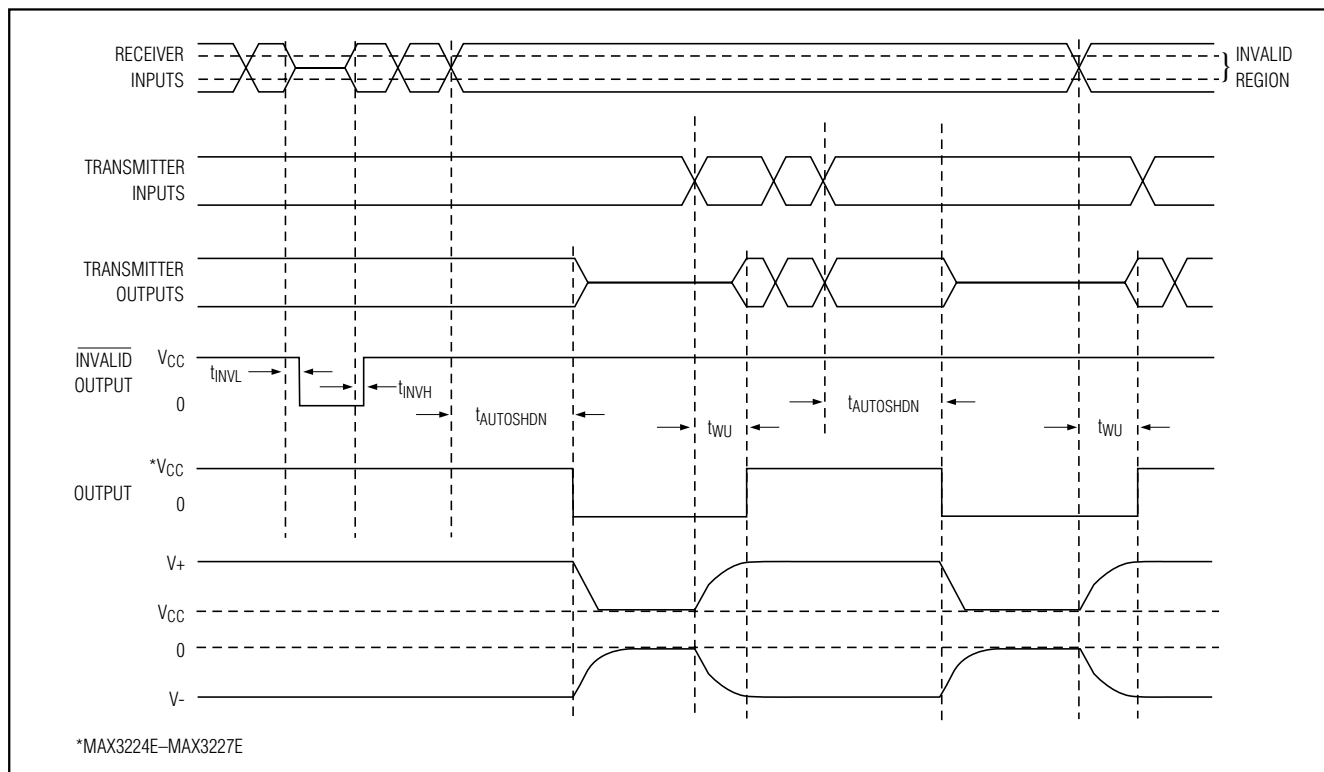 RECEIVER
INPUTS
} INVALID
REGION
TRANSMITTER
INPUTS
TRANSMITTER
OUTPUTS
INVALID
OUTPUT
VCC
0
tINVL
tINVH
tAUTOSHDN
tWU
tAUTOSHDN
tWU
OUTPUT
*VCC
0
V+
VCC
0
V-
*MAX3224E–MAX3227E